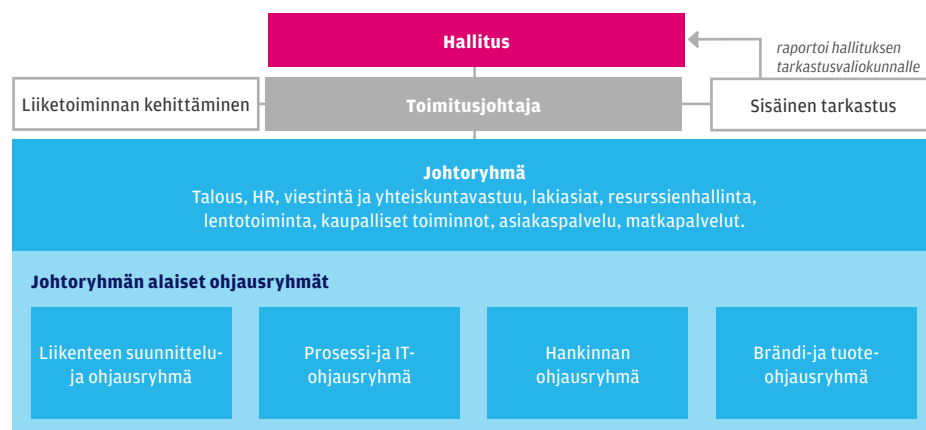 Hallitus
raportoi hallituksen
tarkastusvaliokunnalle
Liiketoiminnan kehittäminen
Toimitusjohtaja
Sisäinen tarkastus
Johtoryhmä
Talous, HR, viestintä ja yhteiskuntavastuu, lakiasiat, resurssienhallinta,
lentotoiminta, kaupalliset toiminnot, asiakaspalvelu, matkapalvelut.
Johtoryhmän alaiset ohjausryhmät
Liikenteen suunnittelu-
ja ohjausryhmä
Prosessi-ja IT-
ohjausryhmä
Hankinnan
ohjausryhmä
Brändi-ja tuote-
ohjausryhmä